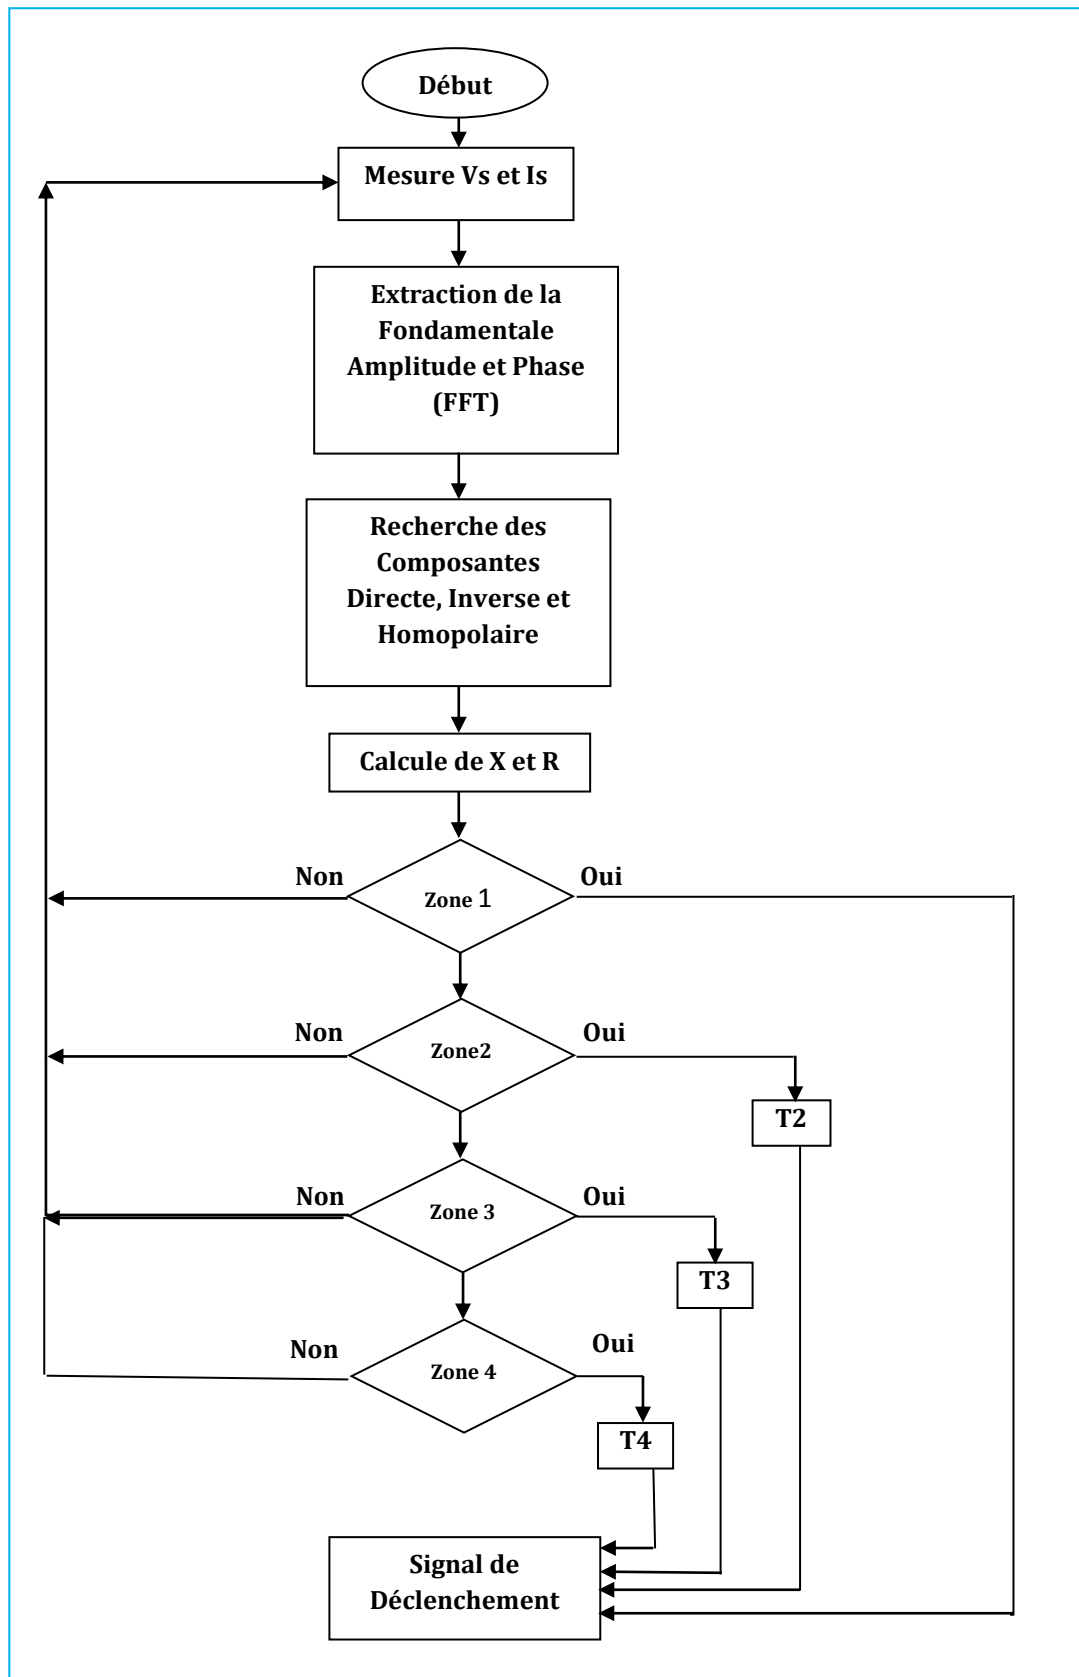 Début
Mesure Vs et Is
Extraction de la
Fondamentale
Amplitude et Phase
(FFT)
Recherche des
Composantes
Directe, Inverse et
Homopolaire
Calcule de X et R
Non
Zone 1
Oui
Non
Zone2
Oui
T2
Non
Zone 3
Oui
T3
Non
Zone 4
Oui
T4
Signal de
Déclenchement